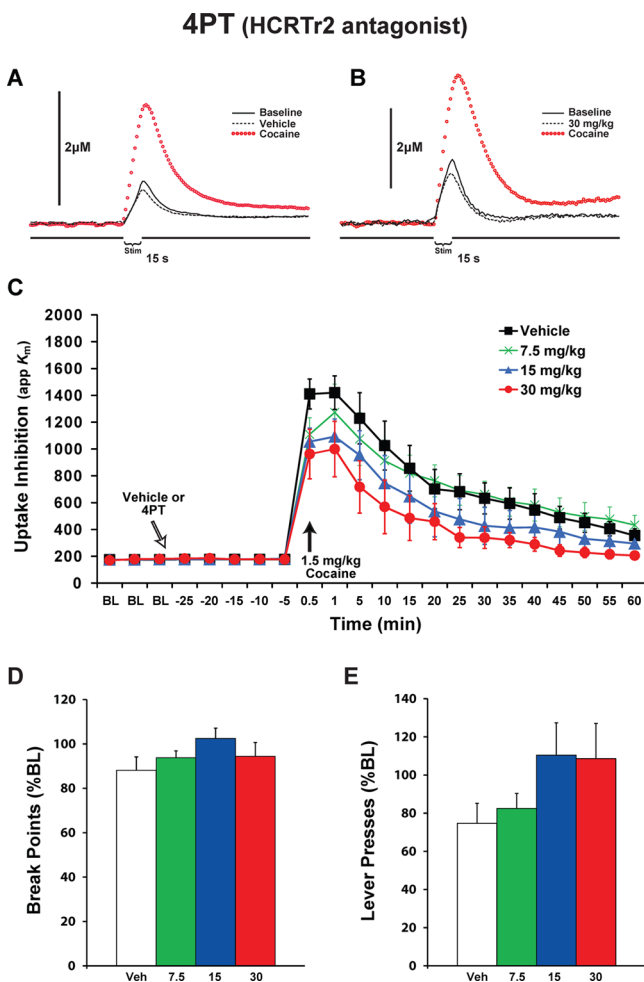 4PT (HCRTr2 antagonist)
A
2μM
Baseline
Vehicle
Cocaine
Stim
15 s
B
2μM
Baseline
30 mg/kg
Cocaine
Stim
15 s
C
Uptake Inhibition (app Km)
2000
1800
1600
1400
1200
1000
800
600
400
200
0
Vehicle
7.5 mg/kg
15 mg/kg
30 mg/kg
Vehicle or
4PT
1.5 mg/kg
Cocaine
BL BL BL -25 -20 -15 -10 -5 0.5 1 5 10 15 20 25 30 35 40 45 50 55 60
Time (min)
D
Break Points (%BL)
120
100
80
60
40
20
0
Veh 7.5 15 30
E
Lever Presses (%BL)
140
120
100
80
60
40
20
0
Veh 7.5 15 30